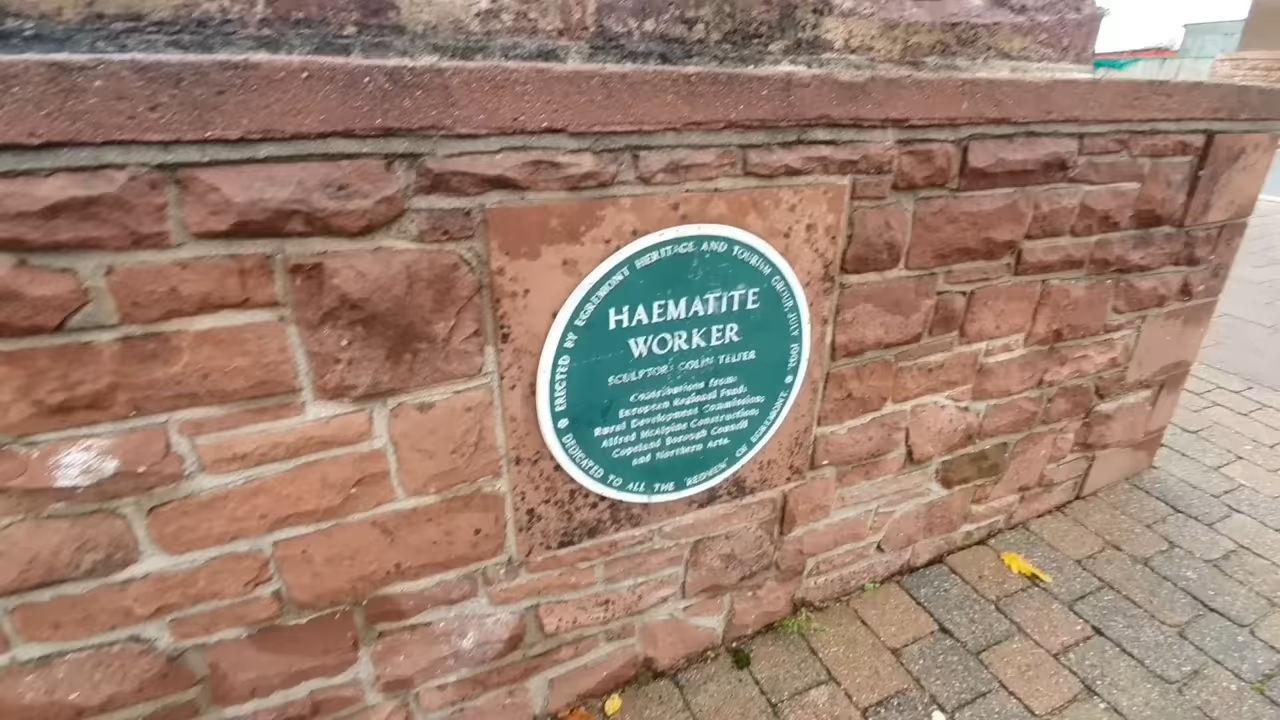 ERECTED BY EGREMONT HERITAGE AND TOURISM GROUP, JULY 1991.
HAEMATITE
WORKER
SCULPTOR: COLIN TELFER
Contributions from:
European Regional Fund,
Rural Development Commission,
Alfred McAlpine Construction,
Copeland Borough Council
and Northern Arts.
DEDICATED TO ALL THE 'REDMEN' OF EGREMONT.